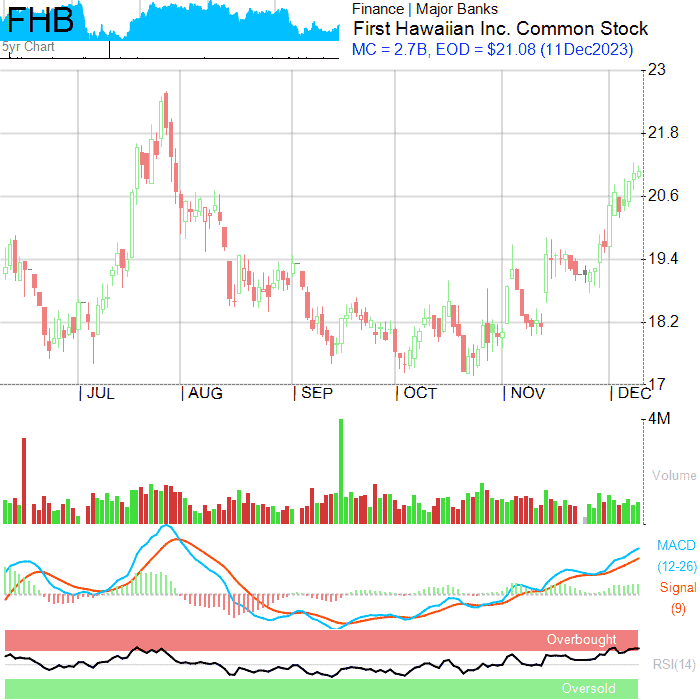 FHB
5yr Chart
Finance | Major Banks
First Hawaiian Inc. Common Stock
MC = 2.7B, EOD = $21.08 (11Dec2023)
23
21.8
20.6
19.4
18.2
17
JUL
AUG
SEP
OCT
NOV
DEC
4M
Volume
MACD
(12-26)
Signal
(9)
Overbought
RSI(14)
Oversold